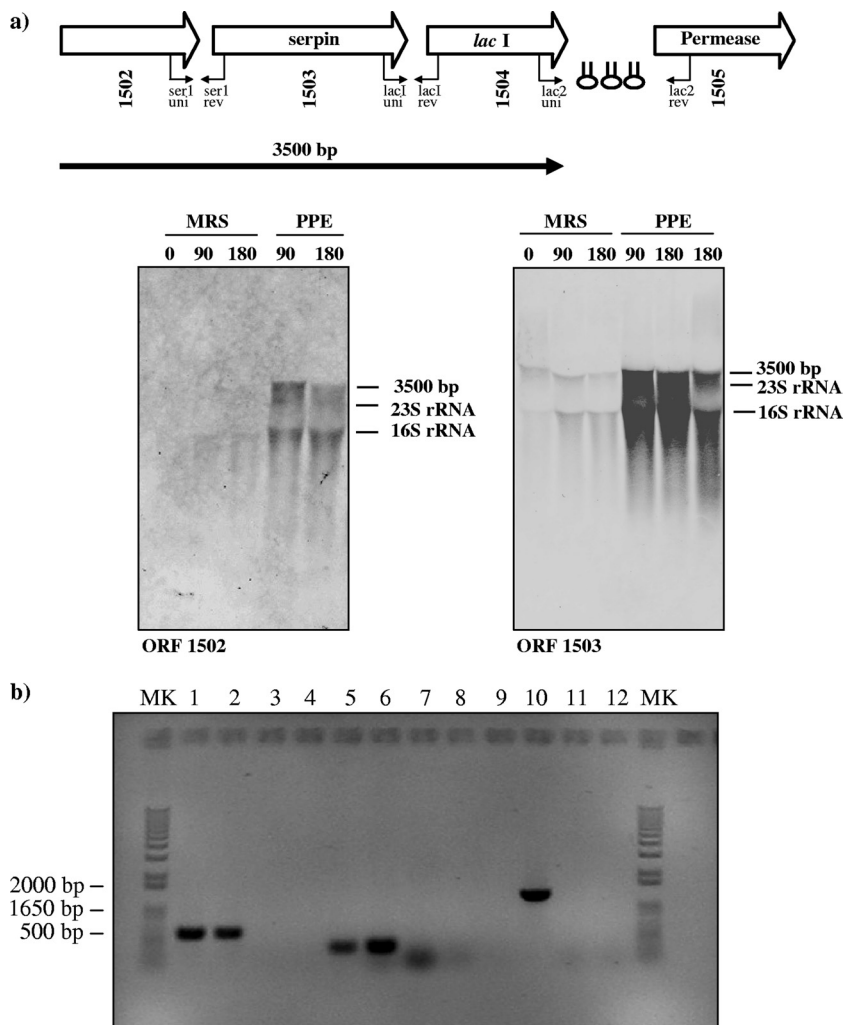 a)
serpin
lac I
Permease
1502
ser1 uni
ser1 rev
1503
lacI uni
lacI rev
1504
lac2 uni
lac2 rev
1505
3500 bp
MRS PPE
0 90 180 90 180
3500 bp
23S rRNA
16S rRNA
ORF 1502
MRS PPE
0 90 180 90 180 180
3500 bp
23S rRNA
16S rRNA
ORF 1503
b)
MK 1 2 3 4 5 6 7 8 9 10 11 12 MK
2000 bp
1650 bp
500 bp